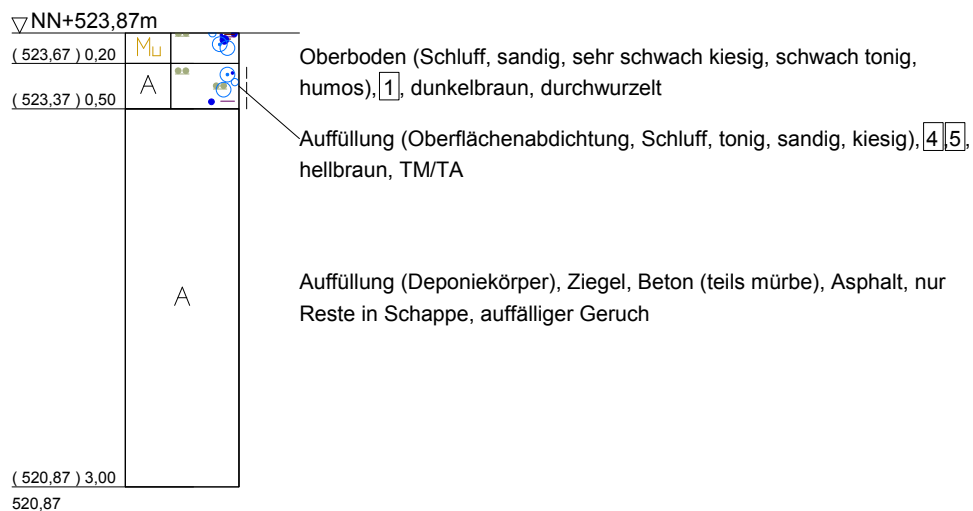 NN+523,87m
( 523,67 ) 0,20
Mu
Oberboden (Schluff, sandig, sehr schwach kiesig, schwach tonig,
humos), 1, dunkelbraun, durchwurzelt
A
( 523,37 ) 0,50
Auffüllung (Oberflächenabdichtung, Schluff, tonig, sandig, kiesig), 4,5,
hellbraun, TM/TA
A
Auffüllung (Deponiekörper), Ziegel, Beton (teils mürbe), Asphalt, nur
Reste in Schappe, auffälliger Geruch
( 520,87 ) 3,00
520,87